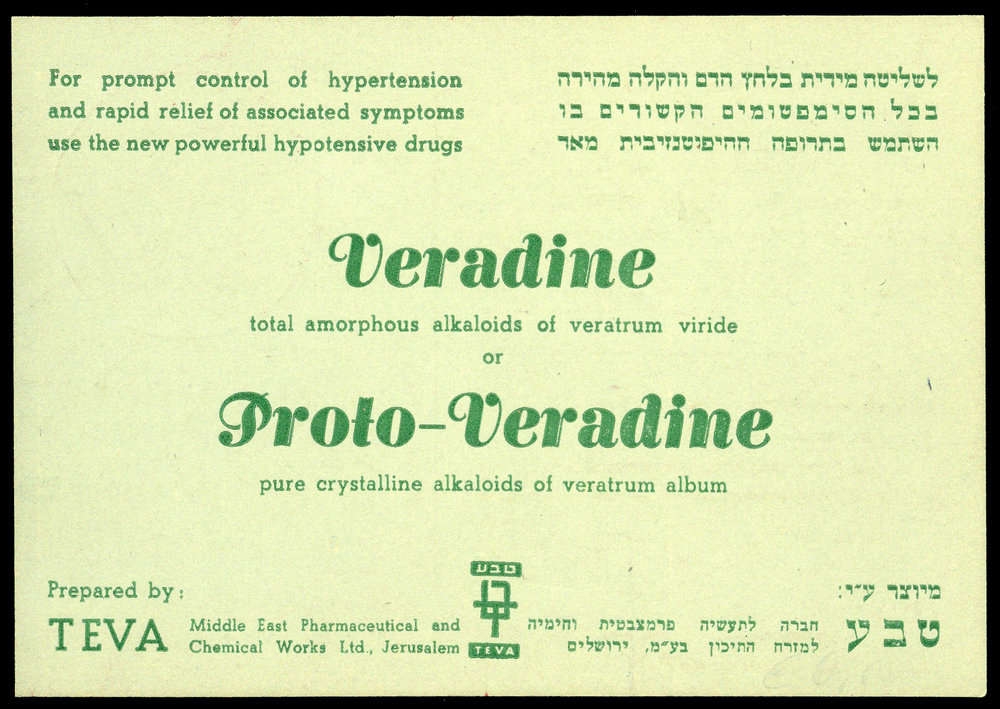 For prompt control of hypertension
and rapid relief of associated symptoms
use the new powerful hypotensive drugs
לשליטה מידית בלחץ הדם והקלה מהירה
בכל הסימפטומים הקשורים בו
השתמש בתרופה ההיפוטנזיבית מאד
Veradine
total amorphous alkaloids of veratrum viride
or
Proto-Veradine
pure crystalline alkaloids of veratrum album
Prepared by:
TEVA
Middle East Pharmaceutical and
Chemical Works Ltd., Jerusalem
טבע
TEVA
מיוצר ע״י:
טבע
חברה לתעשיה פרמצבטית וחימיה
למזרח התיכון בע״מ, ירושלים